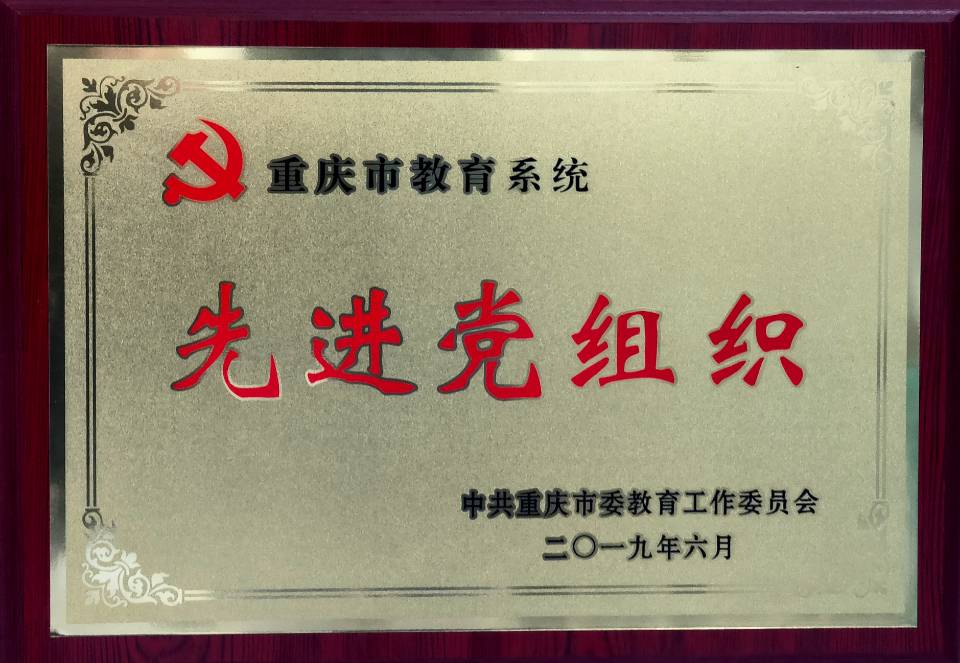 重庆市教育系统
先进党组织
中共重庆市委教育工作委员会
二〇一九年六月